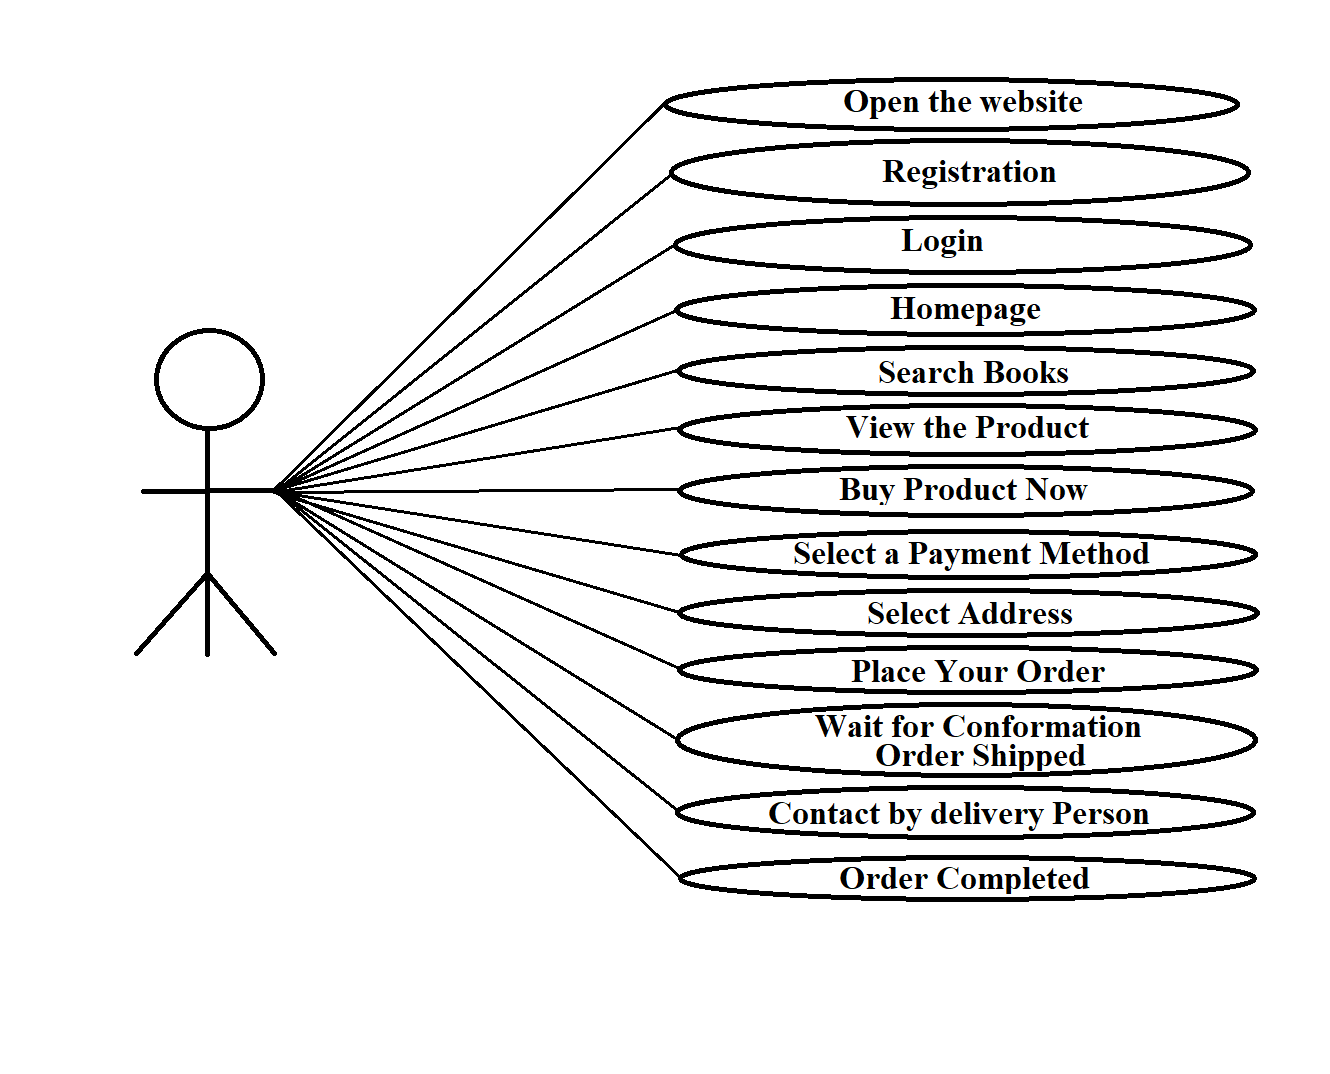 Open the website
Registration
Login
Homepage
Search Books
View the Product
Buy Product Now
Select a Payment Method
Select Address
Place Your Order
Wait for Conformation
Order Shipped
Contact by delivery Person
Order Completed